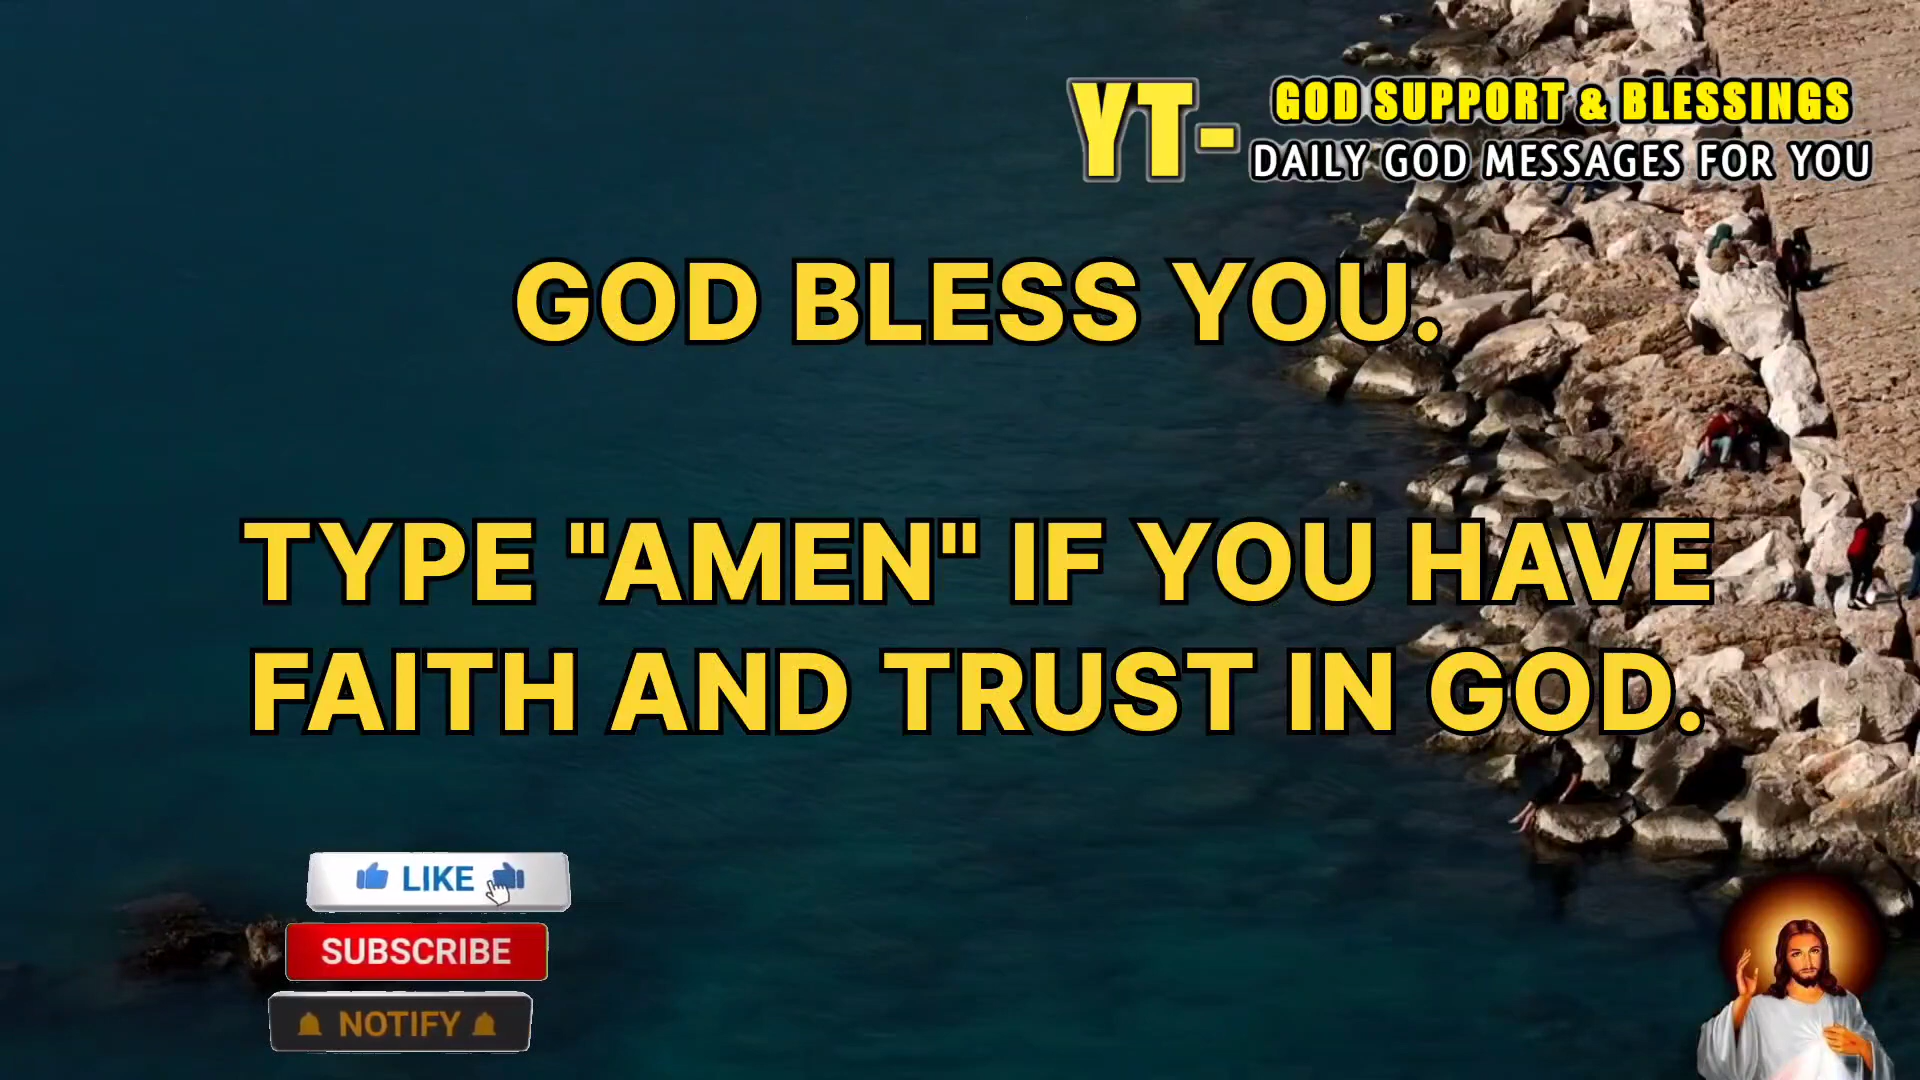 YT- GOD SUPPORT & BLESSINGS
DAILY GOD MESSAGES FOR YOU
GOD BLESS YOU.
TYPE "AMEN" IF YOU HAVE
FAITH AND TRUST IN GOD.
LIKE
SUBSCRIBE
NOTIFY